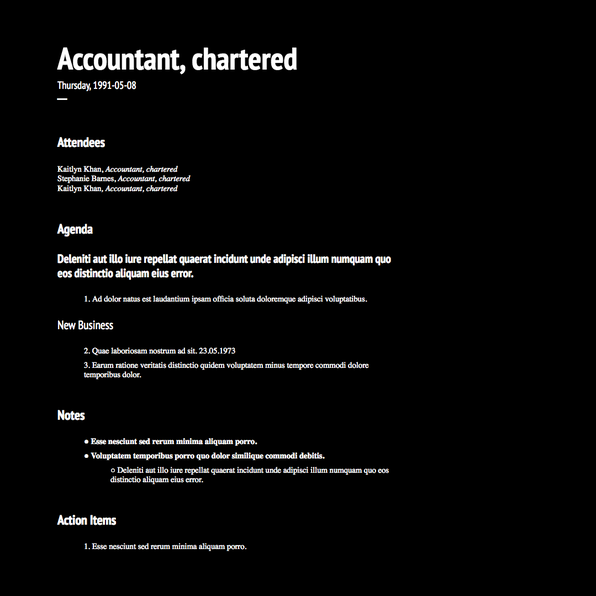 Accountant, chartered
Thursday, 1991-05-08
Attendees
Kaitlyn Khan, Accountant, chartered
Stephanie Barnes, Accountant, chartered
Kaitlyn Khan, Accountant, chartered
Agenda
Deleniti aut illo iure repellat quaerat incidunt unde adipisci illum numquam quo
eos distinctio aliquam eius error.
1. Ad dolor natus est laudantium ipsam officia soluta doloremque adipisci voluptatibus.
New Business
2. Quae laboriosam nostrum ad sit. 23.05.1973
3. Earum ratione veritatis distinctio quidem voluptatem minus tempore commodi dolore
temporibus dolor.
Notes
● Esse nesciunt sed rerum minima aliquam porro.
● Voluptatem temporibus porro quo dolor similique commodi debitis.
○ Deleniti aut illo iure repellat quaerat incidunt unde adipisci illum numquam quo eos
distinctio aliquam eius error.
Action Items
1. Esse nesciunt sed rerum minima aliquam porro.